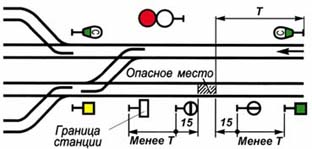 Т
Опасное место
15
15
Граница
станции
Менее Т
Менее Т